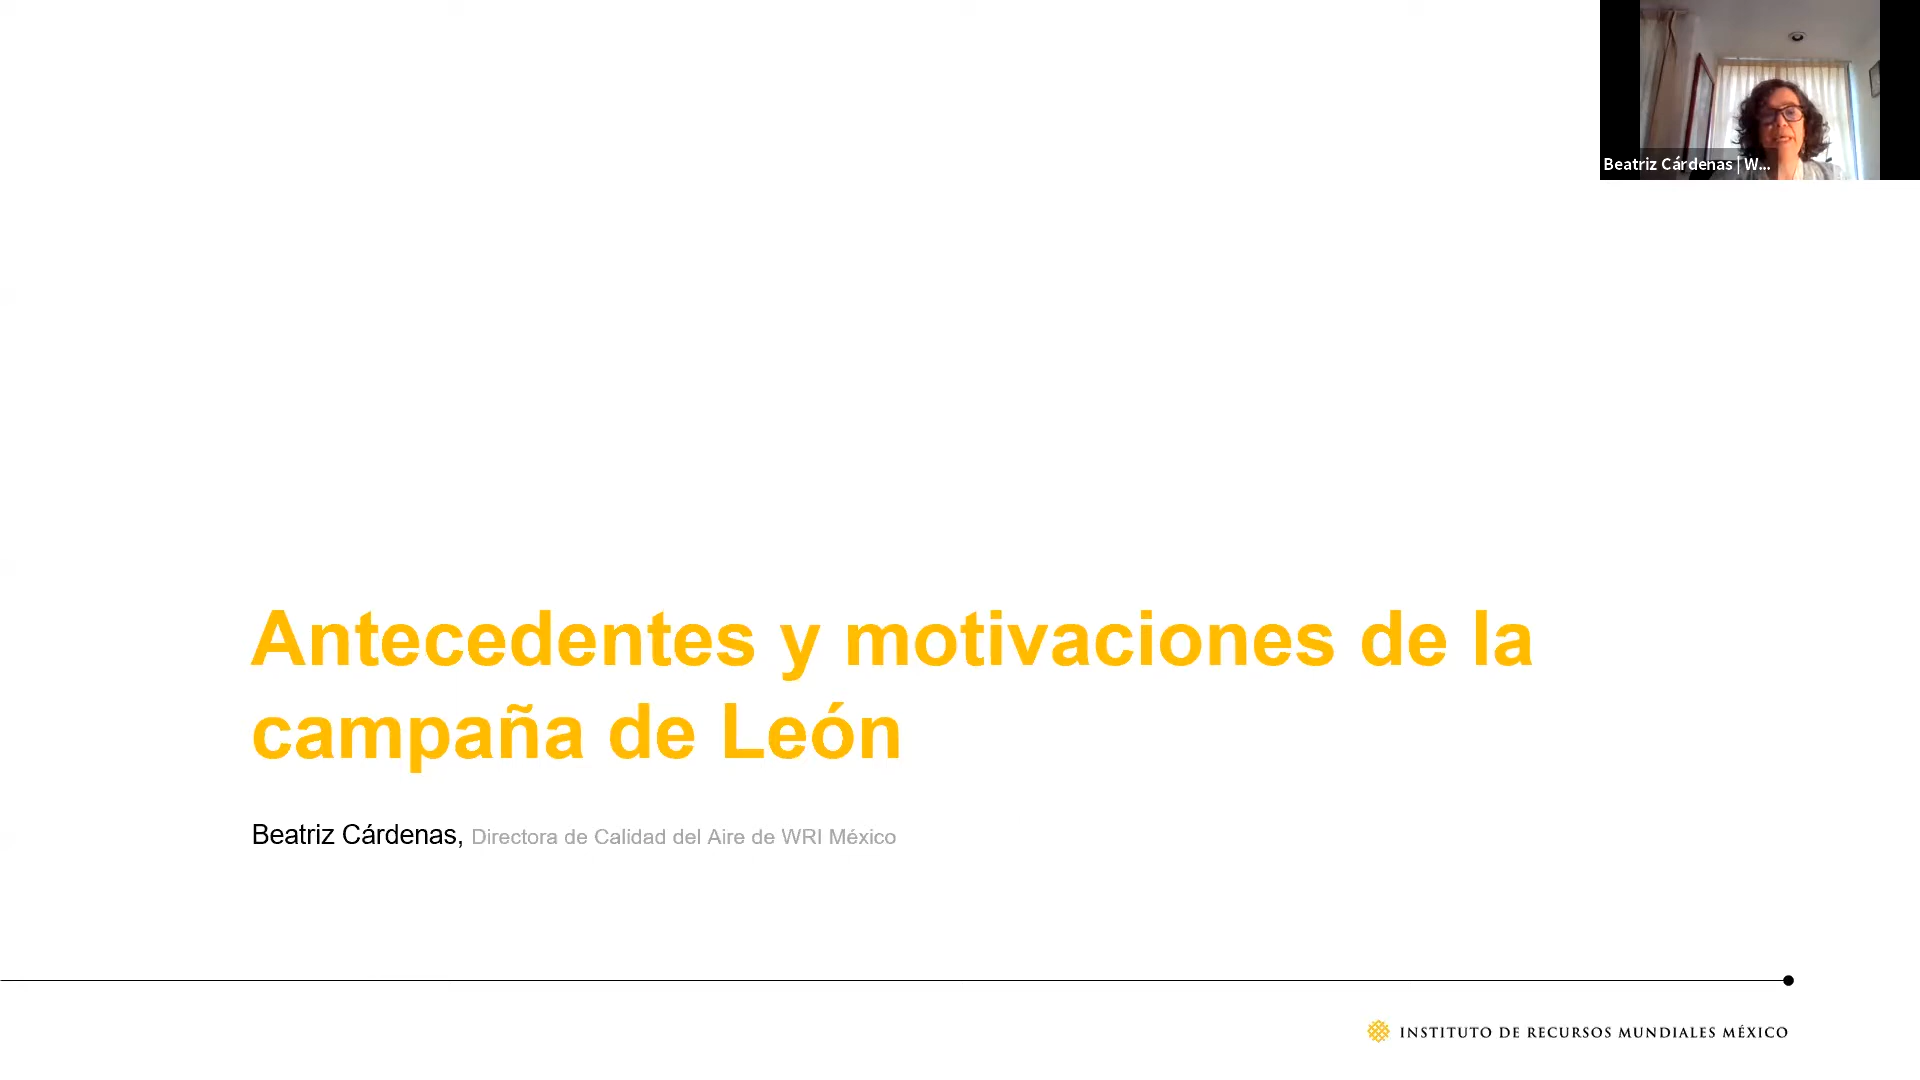 Beatriz Cárdenas | W...
Antecedentes y motivaciones de la
campaña de León
Beatriz Cárdenas, Directora de Calidad del Aire de WRI México
INSTITUTO DE RECURSOS MUNDIALES MÉXICO